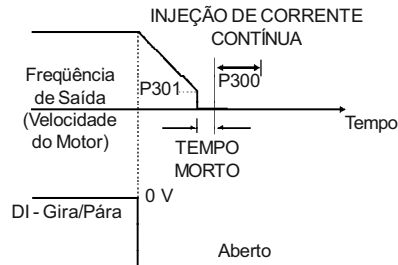 INJEÇÃO DE CORRENTE
CONTÍNUA
Freqüência
de Saída
(Velocidade
do Motor)
P301
P300
Tempo
TEMPO
MORTO
0 V
DI - Gira/Pára
Aberto